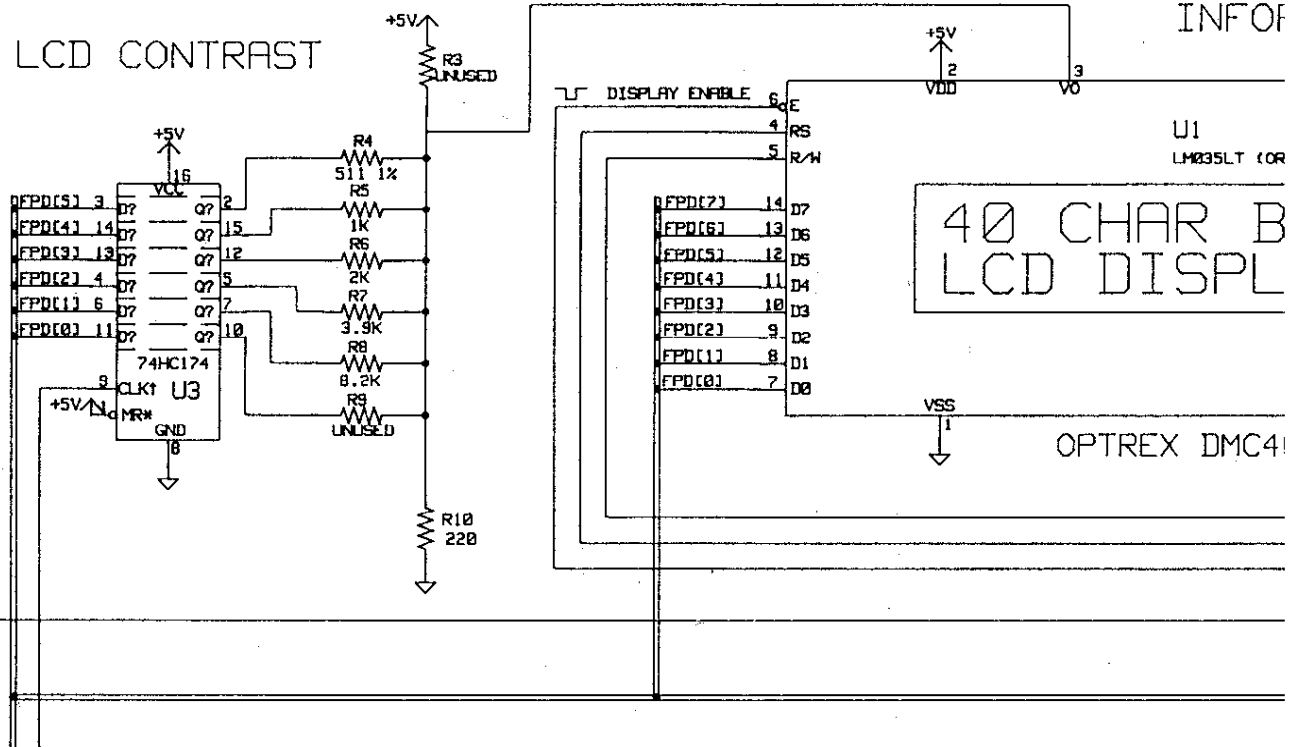 LCD CONTRAST
+5V
R3
UNUSED
INFOR
+5V
2
VDD
3
VO
DISPLAY ENABLE
6
E
4
RS
5
R/W
U1
LM035LT (OR
+5V
16
VCC
R4
511 1%
R5
1K
R6
2K
R7
3.9K
R8
8.2K
R9
UNUSED
R10
220
FPD[5] 3 D? Q? 2
FPD[4] 14 D? Q? 15
FPD[3] 13 D? Q? 12
FPD[2] 4 D? Q? 5
FPD[1] 6 D? Q? 7
FPD[0] 11 D? Q? 10
74HC174
9 CLK↑ U3
+5V 1 MR*
GND
8
FPD[7] 14 D7
FPD[6] 13 D6
FPD[5] 12 D5
FPD[4] 11 D4
FPD[3] 10 D3
FPD[2] 9 D2
FPD[1] 8 D1
FPD[0] 7 D0
40 CHAR B
LCD DISPL
VSS
1
OPTREX DMC4